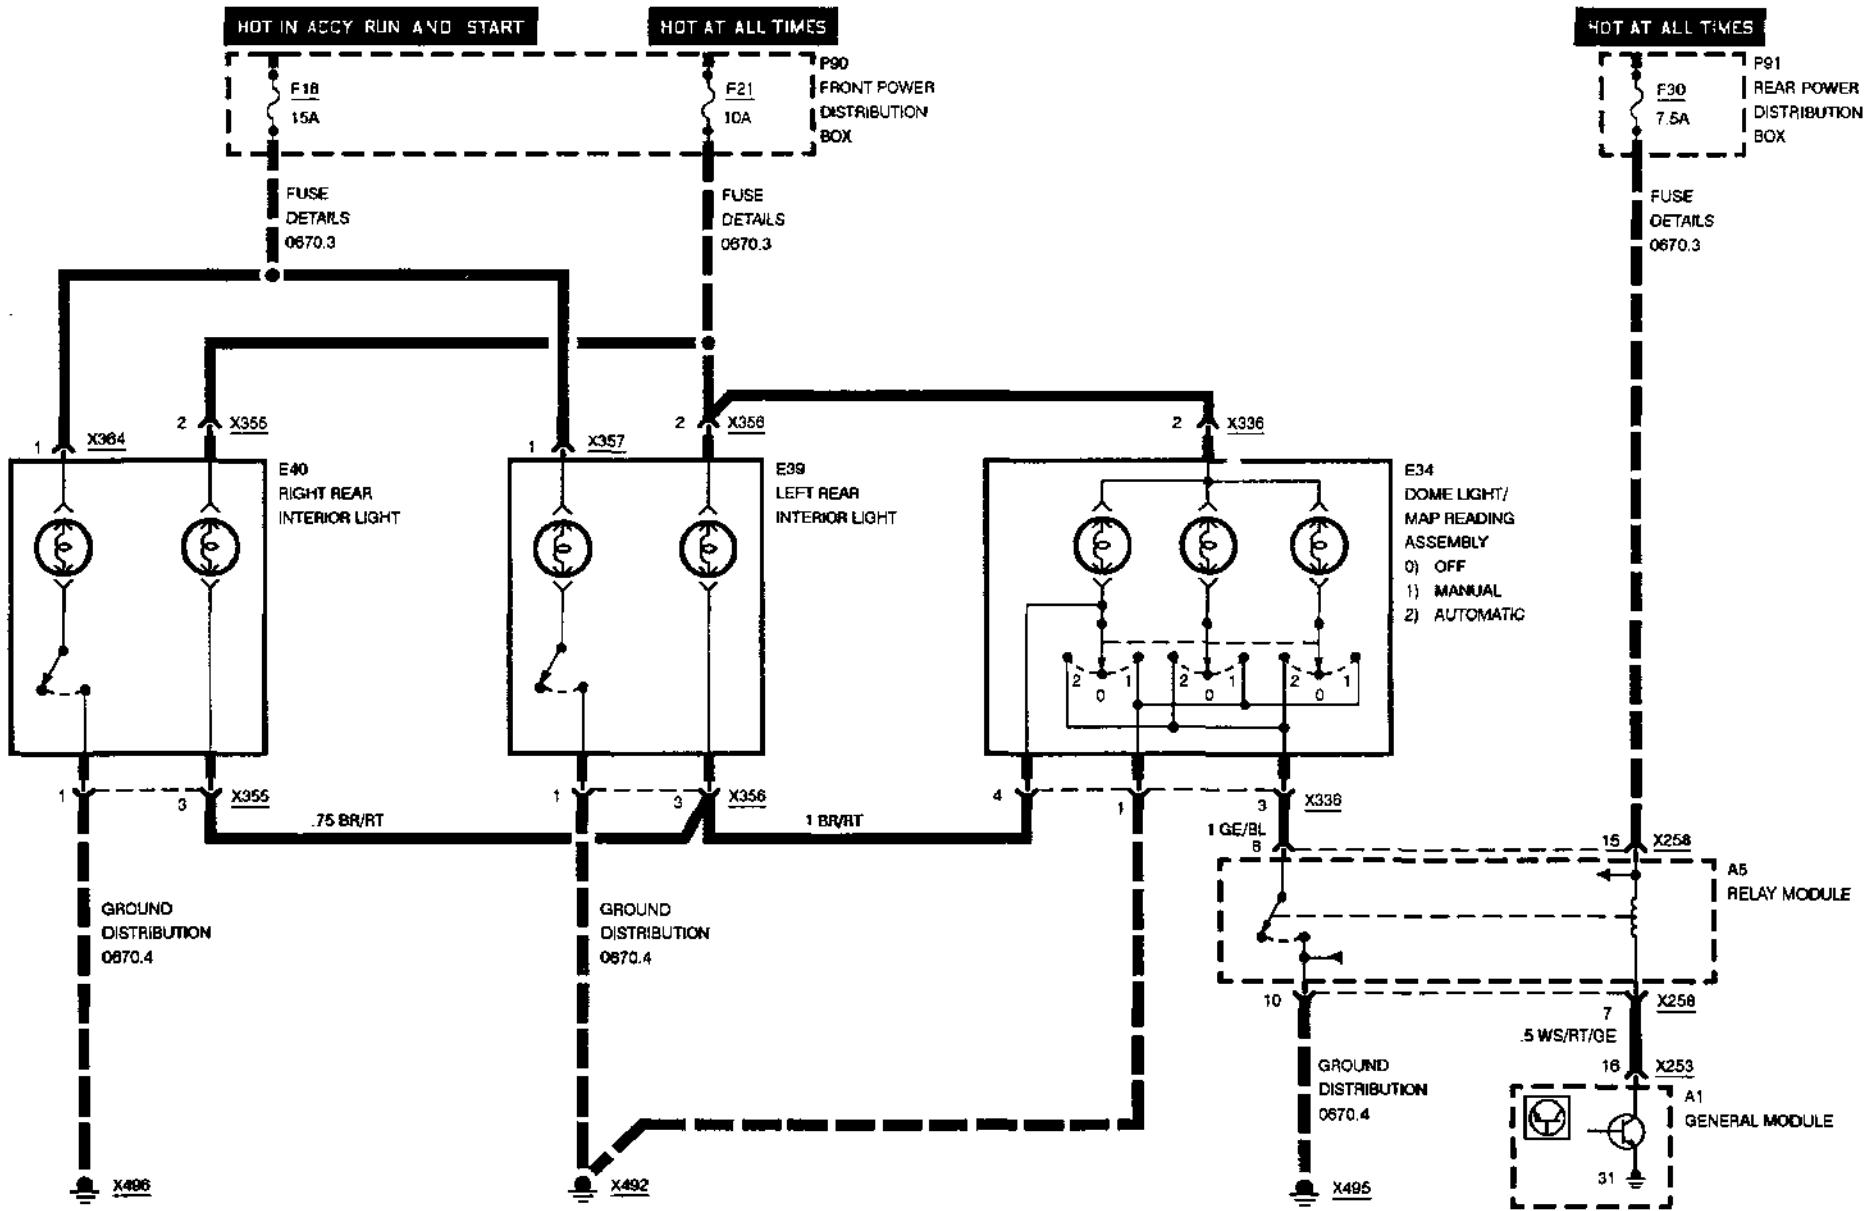 HOT IN ACCY RUN AND START
HOT AT ALL TIMES
HOT AT ALL TIMES
F18
15A
F21
10A
P90
FRONT POWER
DISTRIBUTION
BOX
F30
7.5A
P91
REAR POWER
DISTRIBUTION
BOX
FUSE
DETAILS
0670.3
FUSE
DETAILS
0670.3
FUSE
DETAILS
0670.3
1
X364
2
X355
1
X357
2
X356
2
X336
E40
RIGHT REAR
INTERIOR LIGHT
E39
LEFT REAR
INTERIOR LIGHT
E34
DOME LIGHT/
MAP READING
ASSEMBLY
0) OFF
1) MANUAL
2) AUTOMATIC
2 0 1
2 0 1
2 0 1
1
3
X355
1
3
X356
4
1
3
X336
.75 BR/RT
1 BR/RT
1 GE/BL
8
15
X258
A5
RELAY MODULE
GROUND
DISTRIBUTION
0670.4
GROUND
DISTRIBUTION
0670.4
10
7
X258
.5 WS/RT/GE
16
X253
GROUND
DISTRIBUTION
0670.4
A1
GENERAL MODULE
31
X496
X492
X495